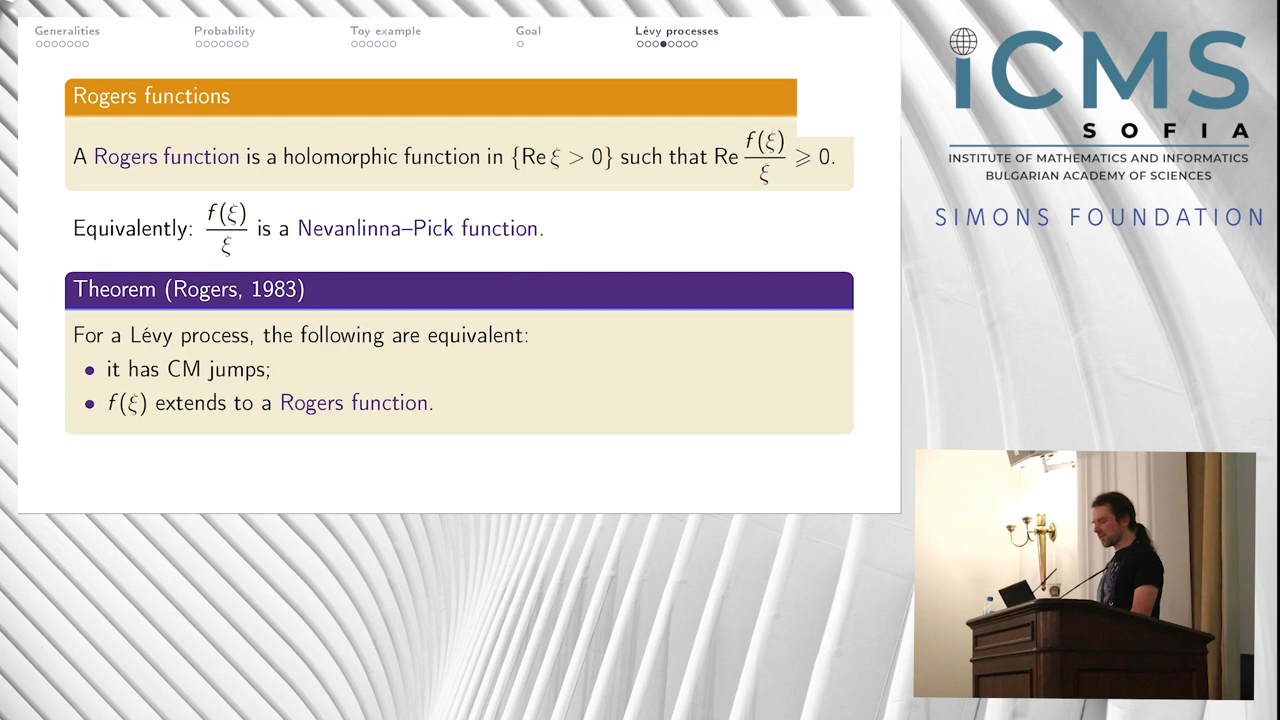 Generalities Probability Toy example Goal Lévy processes
Rogers functions
A Rogers function is a holomorphic function in {Re ξ > 0} such that Re f(ξ)/ξ ⩾ 0.
Equivalently: f(ξ)/ξ is a Nevanlinna–Pick function.
Theorem (Rogers, 1983)
For a Lévy process, the following are equivalent:
• it has CM jumps;
• f(ξ) extends to a Rogers function.
iCMS
SOFIA
INSTITUTE OF MATHEMATICS AND INFORMATICS
BULGARIAN ACADEMY OF SCIENCES
SIMONS FOUNDATION